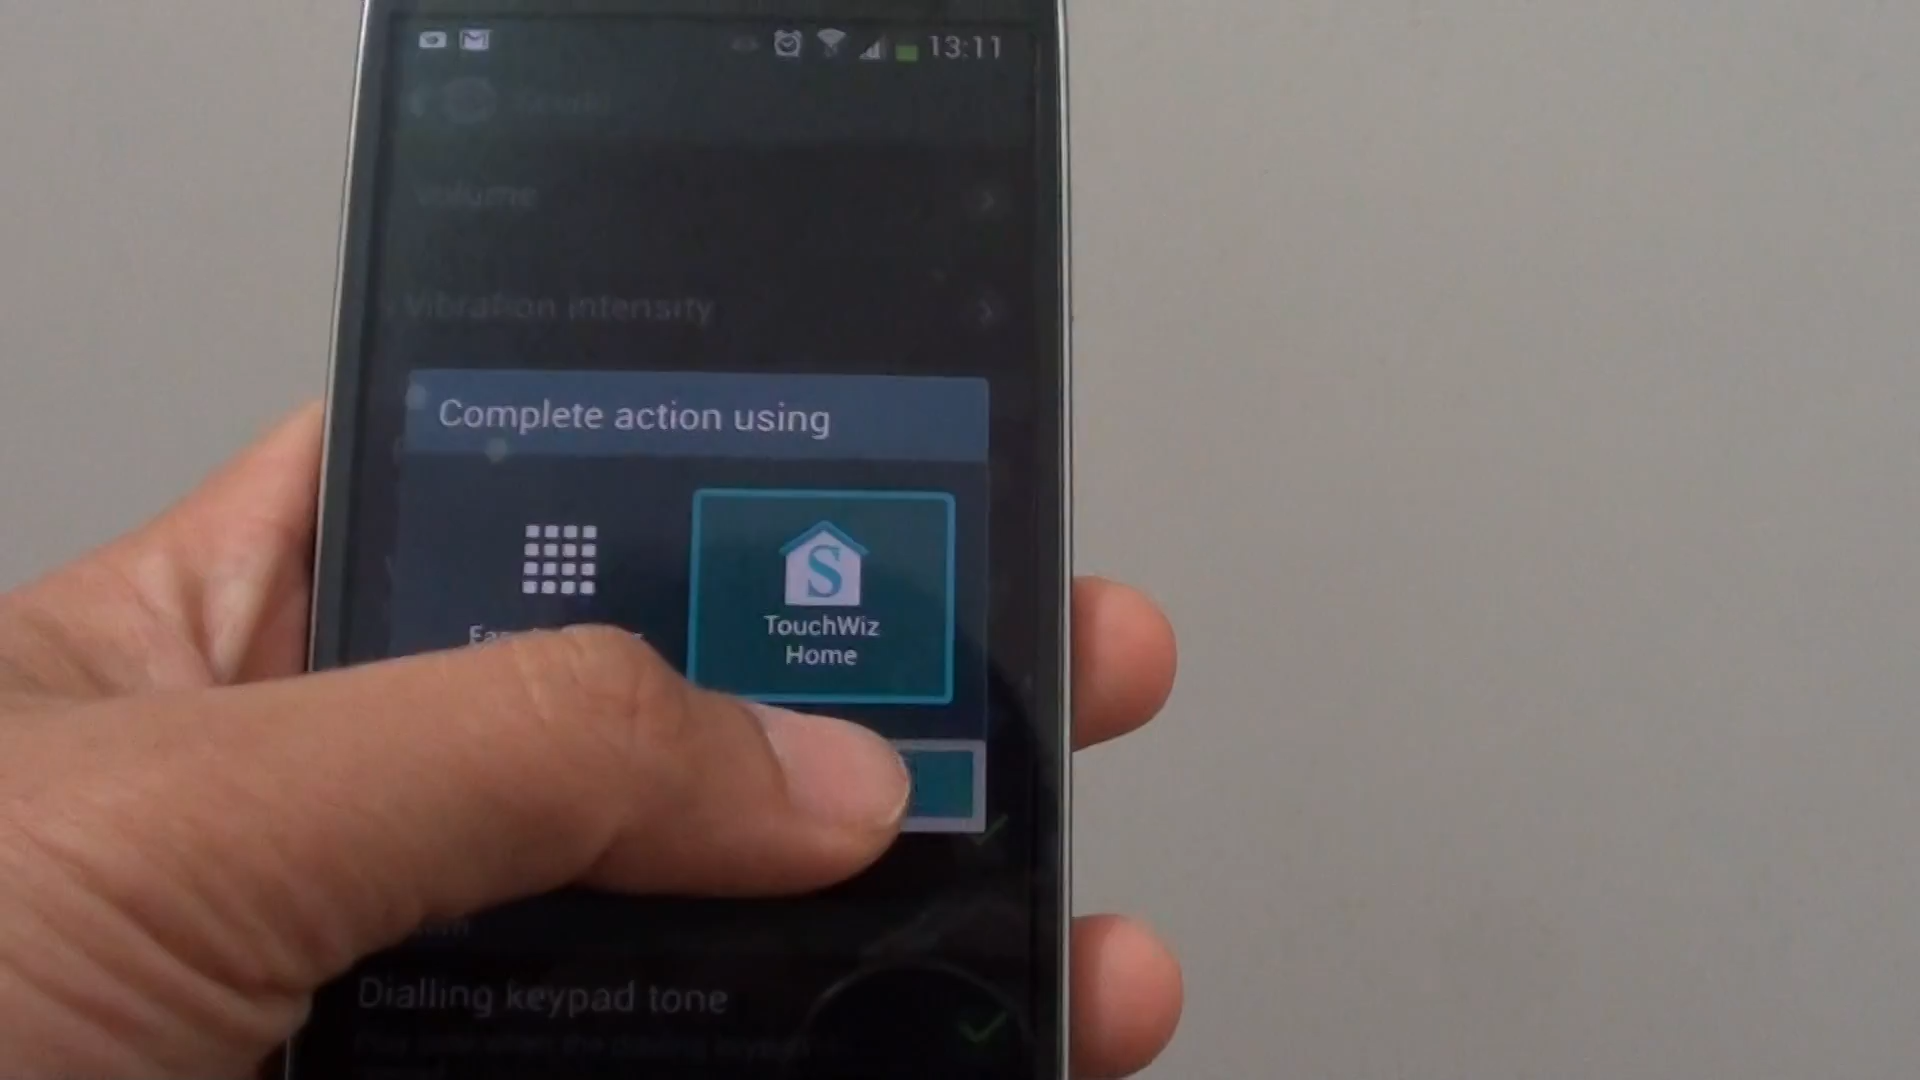 13:11
Volume
Vibration intensity
Complete action using
S
TouchWiz
Home
Dialling keypad tone